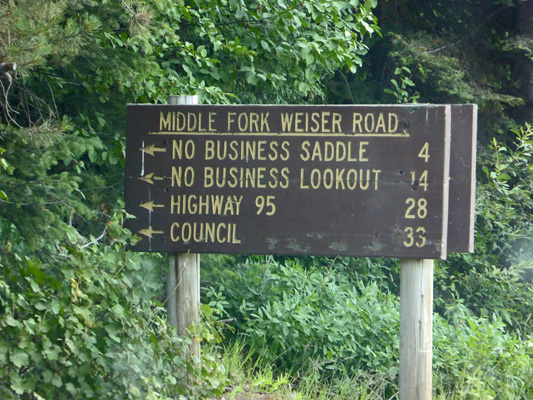 MIDDLE FORK WEISER ROAD
← NO BUSINESS SADDLE 4
← NO BUSINESS LOOKOUT 14
← HIGHWAY 95 28
← COUNCIL 33